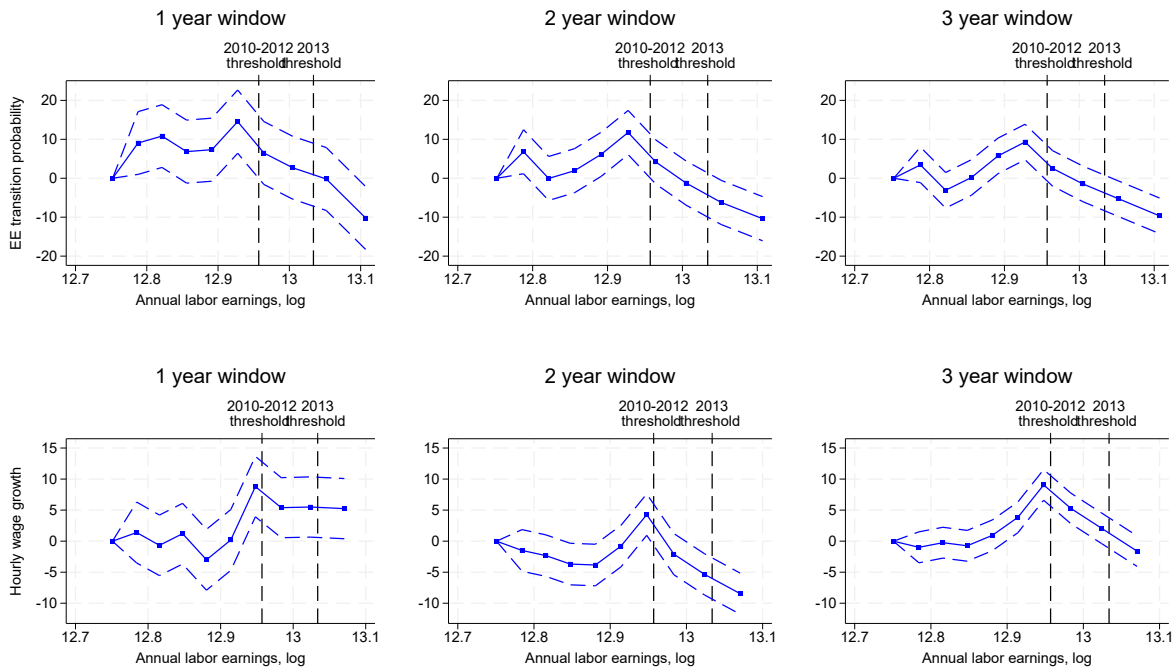 1 year window
2010-2012 2013
threshold threshold
EE transition probability
20
10
0
-10
-20
12.7 12.8 12.9 13 13.1
Annual labor earnings, log
2 year window
2010-2012 2013
threshold threshold
20
10
0
-10
-20
12.7 12.8 12.9 13 13.1
Annual labor earnings, log
3 year window
2010-2012 2013
threshold threshold
20
10
0
-10
-20
12.7 12.8 12.9 13 13.1
Annual labor earnings, log
1 year window
2010-2012 2013
threshold threshold
Hourly wage growth
15
10
5
0
-5
-10
12.7 12.8 12.9 13 13.1
Annual labor earnings, log
2 year window
2010-2012 2013
threshold threshold
15
10
5
0
-5
-10
12.7 12.8 12.9 13 13.1
Annual labor earnings, log
3 year window
2010-2012 2013
threshold threshold
15
10
5
0
-5
-10
12.7 12.8 12.9 13 13.1
Annual labor earnings, log